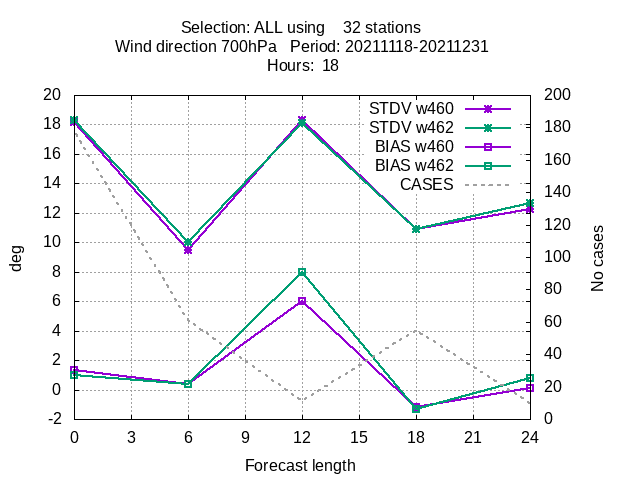 Selection: ALL using    32 stations
Wind direction 700hPa   Period: 20211118-20211231
Hours:  18
STDV w460
STDV w462
BIAS w460
BIAS w462
CASES
deg
20
18
16
14
12
10
8
6
4
2
0
-2
200
180
160
140
120
100
80
60
40
20
0
No cases
0 3 6 9 12 15 18 21 24
Forecast length